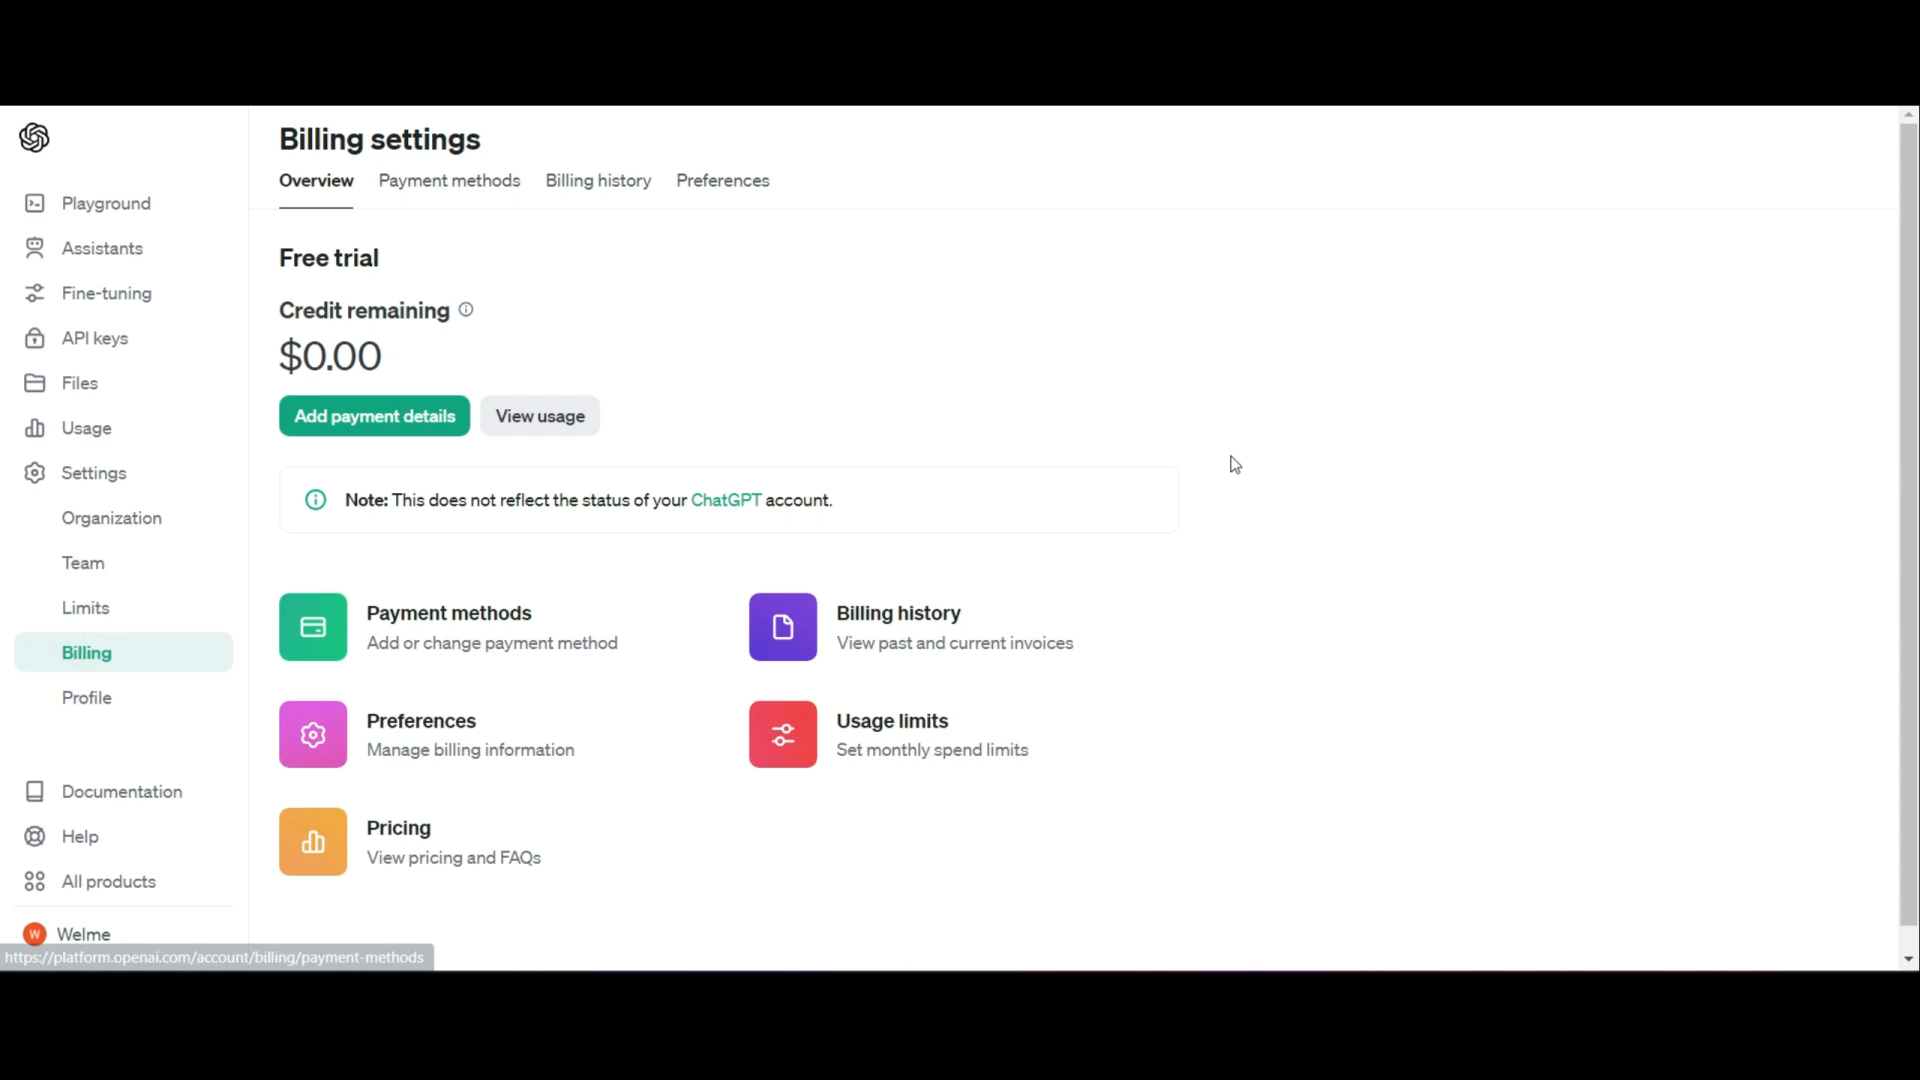 Billing settings
Overview Payment methods Billing history Preferences
Playground
Assistants
Fine-tuning
API keys
Files
Usage
Settings
Organization
Team
Limits
Billing
Profile
Documentation
Help
All products
W Welme
https://platform.openai.com/account/billing/payment-methods
Free trial
Credit remaining
$0.00
Add payment details View usage
Note: This does not reflect the status of your ChatGPT account.
Payment methods
Add or change payment method
Billing history
View past and current invoices
Preferences
Manage billing information
Usage limits
Set monthly spend limits
Pricing
View pricing and FAQs